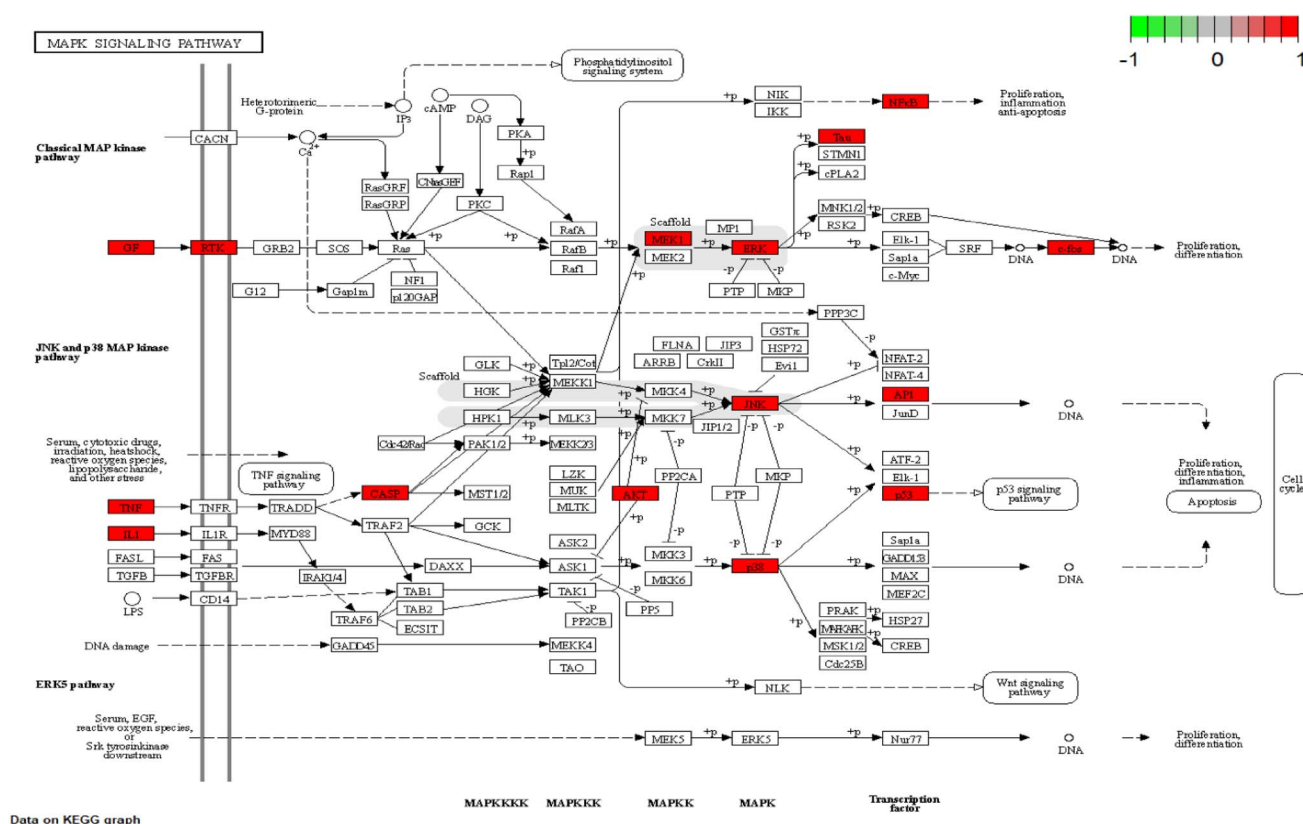 -1
0
1
MAPK SIGNALING PATHWAY
Phosphatidylinositol
signaling system
Heterotorimeric
G-protein
IP3
cAMP
DAG
Ca2+
CACN
Classical MAP kinase
pathway
PKA
+p
Rap1
RasGRF
RasGRP
CNasGEF
PKC
NIK
IKK
+p
+p
NFκB
Proliferation,
inflammation
anti-apoptosis
Tau
STMN1
cPLA2
+p
GF
RTK
GRB2
SOS
Ras
+p
+p
RafA
RafB
Raf1
+p
Scaffold
MEK1
MEK2
+p
MP1
ERK
+p
MNK1/2
RSK2
+p
CREB
Elk-1
Sap1a
c-Myc
SRF
DNA
c-fos
DNA
Proliferation,
differentiation
G12
Gap1m
NF1
p120GAP
-p
-p
PTP
MKP
+p
PPP3C
-p
JNK and p38 MAP kinase
pathway
GLK
HGK
HPK1
Scaffold
Tpl2/Cot
MEKK1
MLK3
MEKK2/3
+p
+p
+p
+p
FLNA
JIP3
ARRB
CrkII
GSTπ
HSP72
Evi1
MKK4
MKK7
+p
+p
JIP1/2
JNK
+p
NFAT-2
NFAT-4
AP1
JunD
DNA
Cdc42/Rac
PAK1/2
+p
Serum, cytotoxic drugs,
irradiation, heatshock,
reactive oxygen species,
lipopolysaccharide,
and other stress
TNF signaling
pathway
LZK
MUK
MLTK
+p
-p
PP2CA
-p
-p
-p
PTP
MKP
+p
ATF-2
Elk-1
p53
p53 signaling
pathway
Proliferation,
differentiation,
inflammation
Apoptosis
Cell
cycle
TNF
TNFR
TRADD
CASP
MST1/2
AKT
IL1
IL1R
MYD88
TRAF2
GCK
ASK2
+p
-p
-p
-p
FASL
FAS
DAXX
ASK1
+p
MKK3
MKK6
+p
p38
+p
Sap1a
GADD153
MAX
MEF2C
DNA
TGFB
TGFBR
IRAK1/4
LPS
CD14
TAB1
TAB2
ECSIT
TAK1
-p
-p
PP2CB
PP5
TRAF6
+p
PRAK
MAPKAPK
MSK1/2
Cdc25B
+p
+p
HSP27
CREB
DNA damage
GADD45
MEKK4
TAO
ERK5 pathway
+p
NLK
Wnt signaling
pathway
Serum, EGF,
reactive oxygen species,
or
Srk tyrosinkinase
downstream
MEK5
+p
ERK5
+p
Nur77
DNA
Proliferation,
differentiation
MAPKKKK
MAPKKK
MAPKK
MAPK
Transcription
factor
Data on KEGG graph